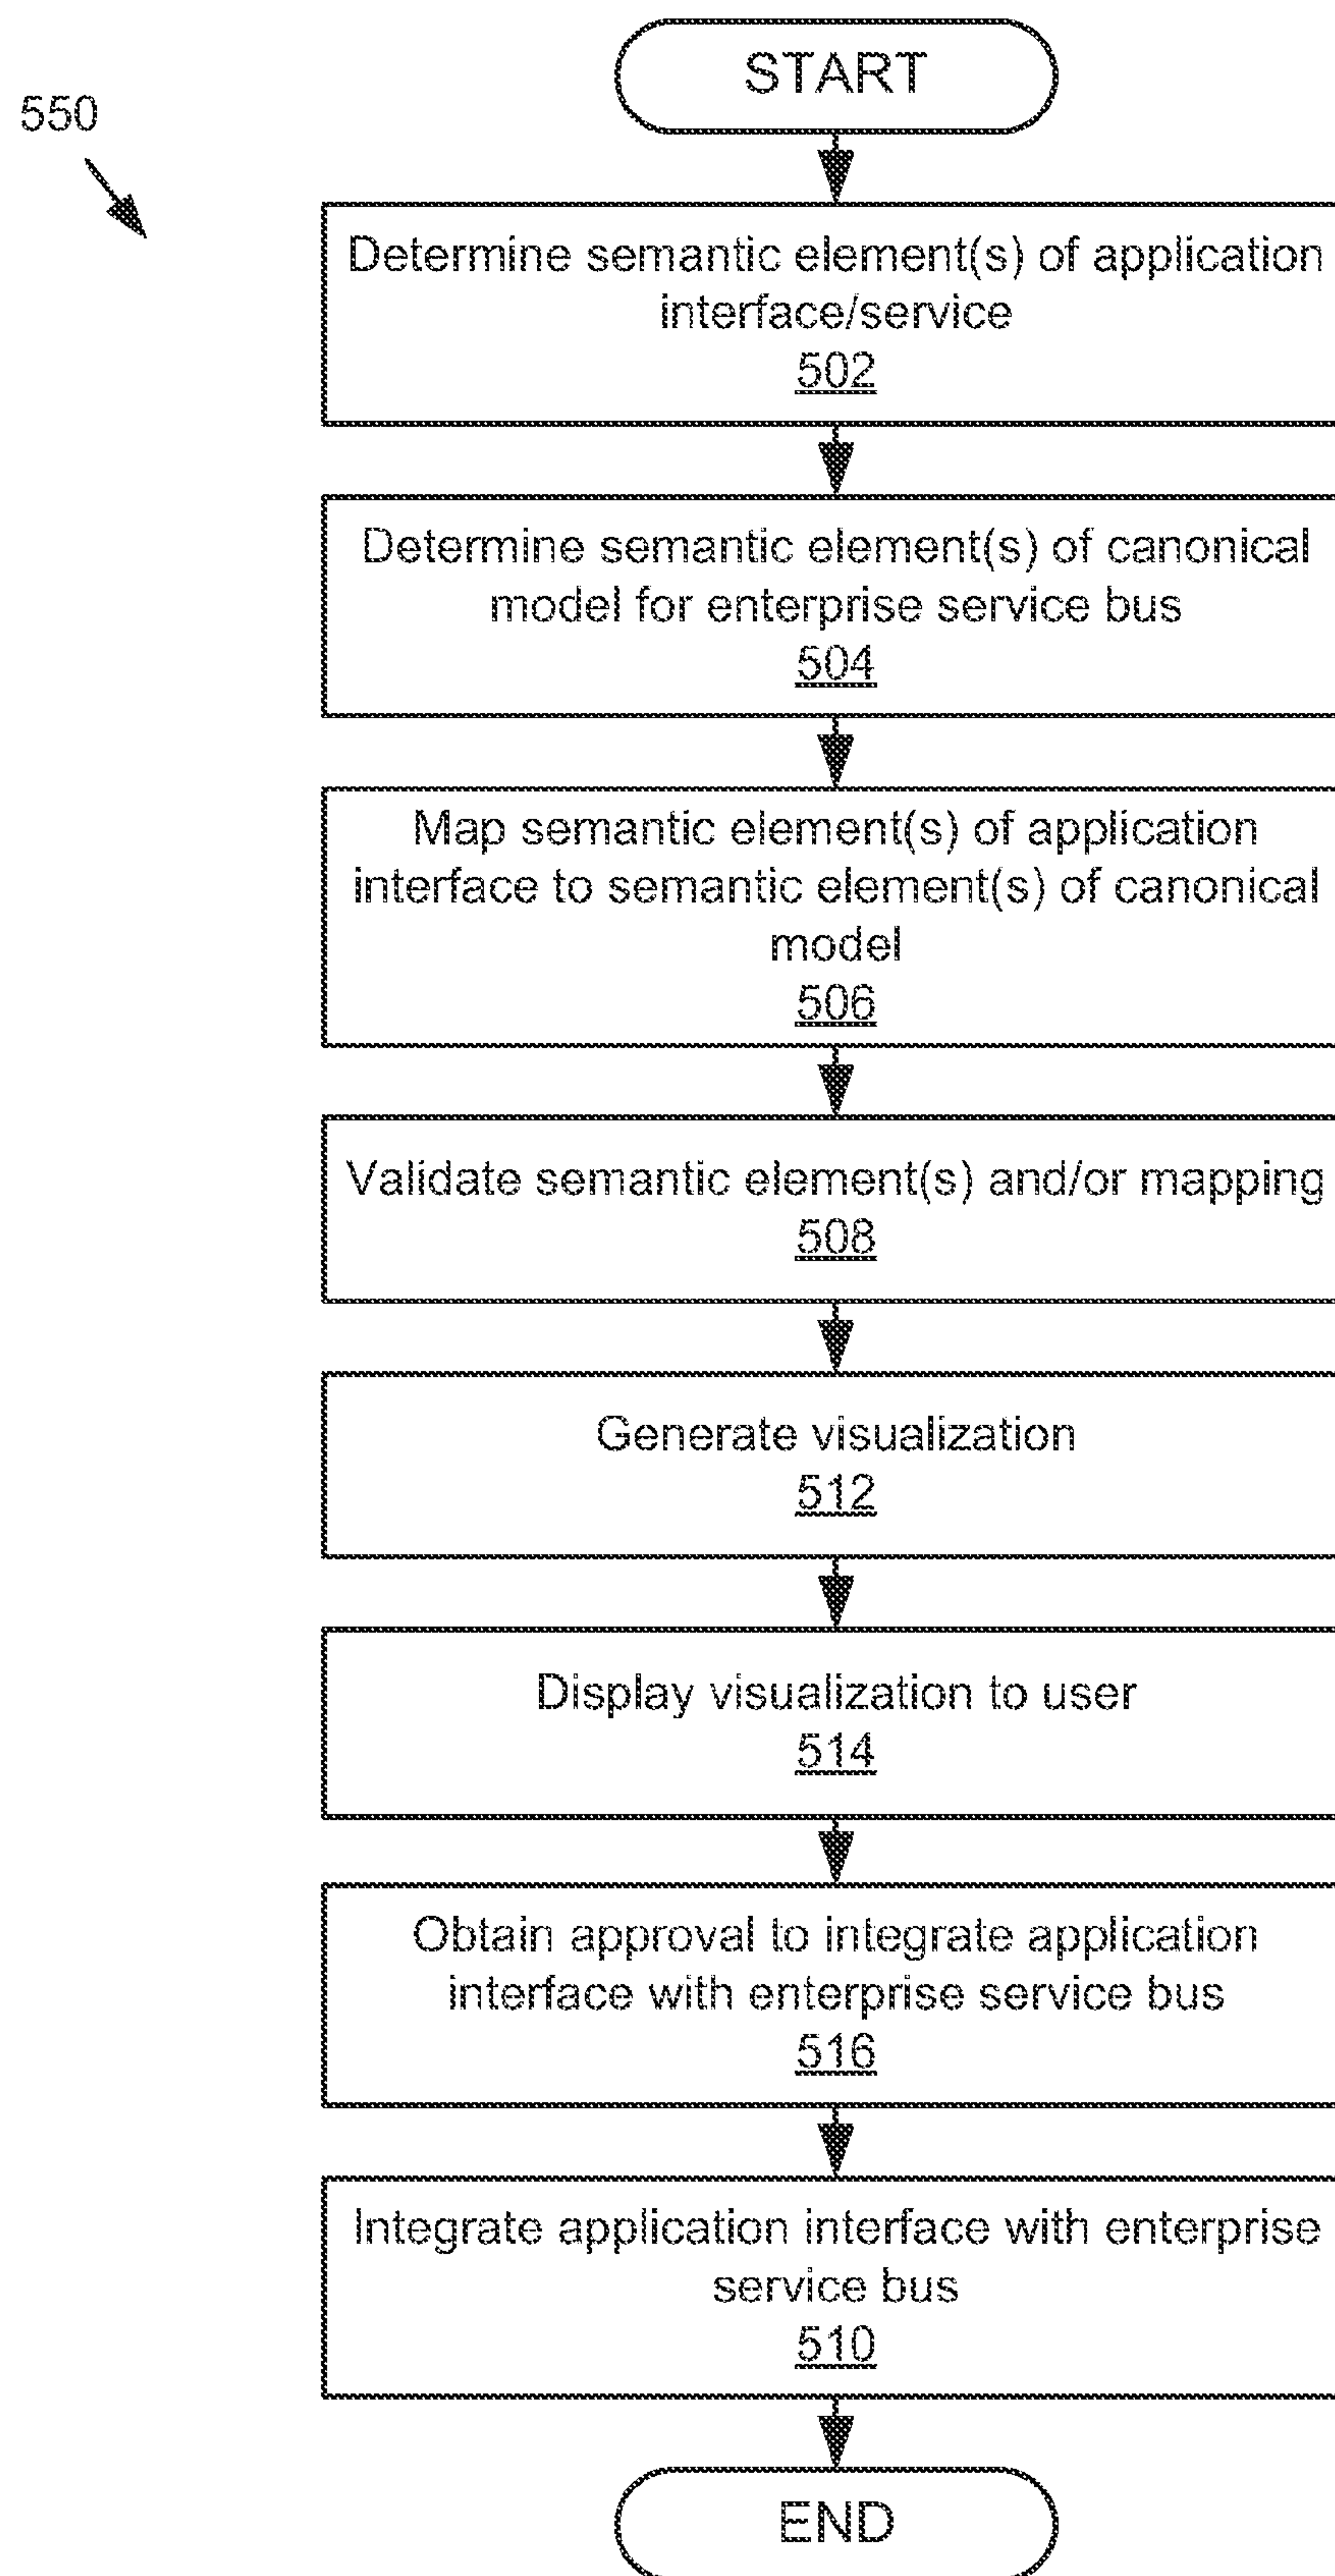 START
550
Determine semantic element(s) of application
interface/service
502
Determine semantic element(s) of canonical
model for enterprise service bus
504
Map semantic element(s) of application
interface to semantic element(s) of canonical
model
506
Validate semantic element(s) and/or mapping
508
Generate visualization
512
Display visualization to user
514
Obtain approval to integrate application
interface with enterprise service bus
516
Integrate application interface with enterprise
service bus
510
END